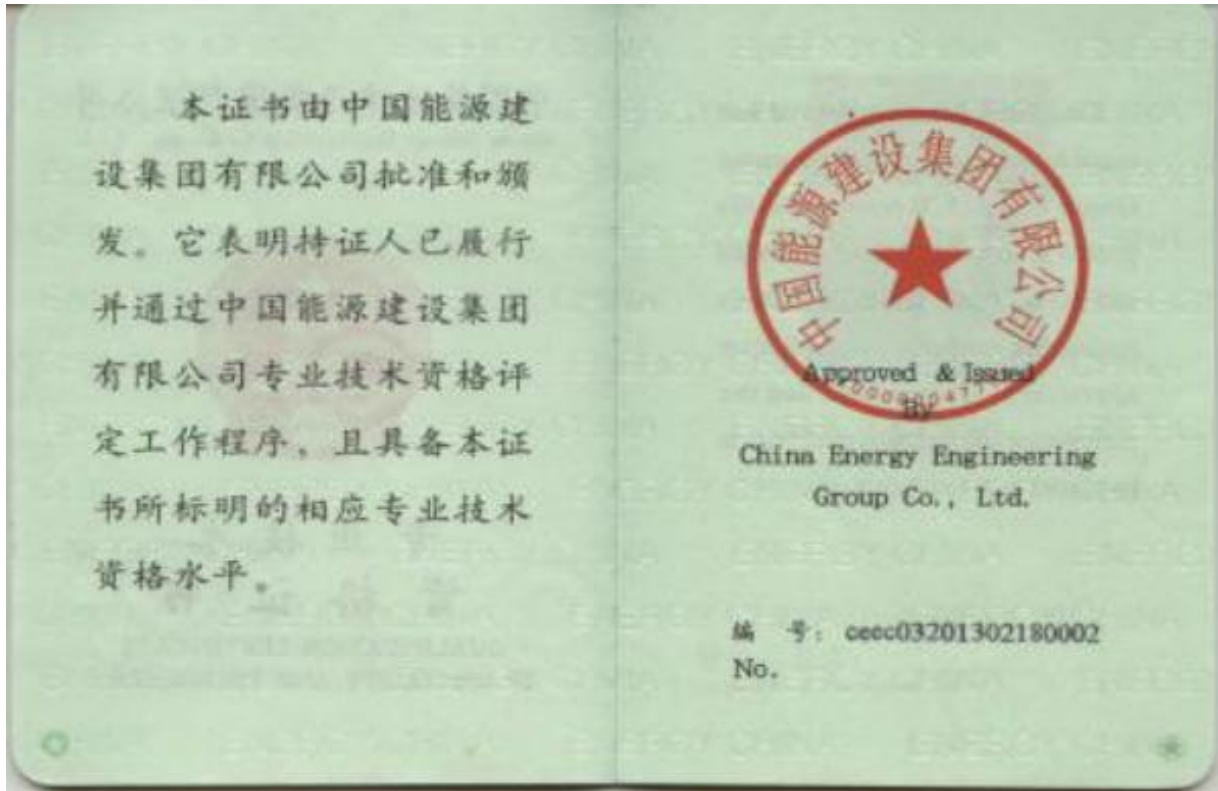 本证书由中国能源建
设集团有限公司批准和颁
发。它表明持证人已履行
并通过中国能源建设集团
有限公司专业技术资格评
定工作程序,且具备本证
书所标明的相应专业技术
资格水平。
中国能源建设集团有限公司
Approved & Issued
By
China Energy Engineering
Group Co., Ltd.
编 号: ceec03201302180002
No.